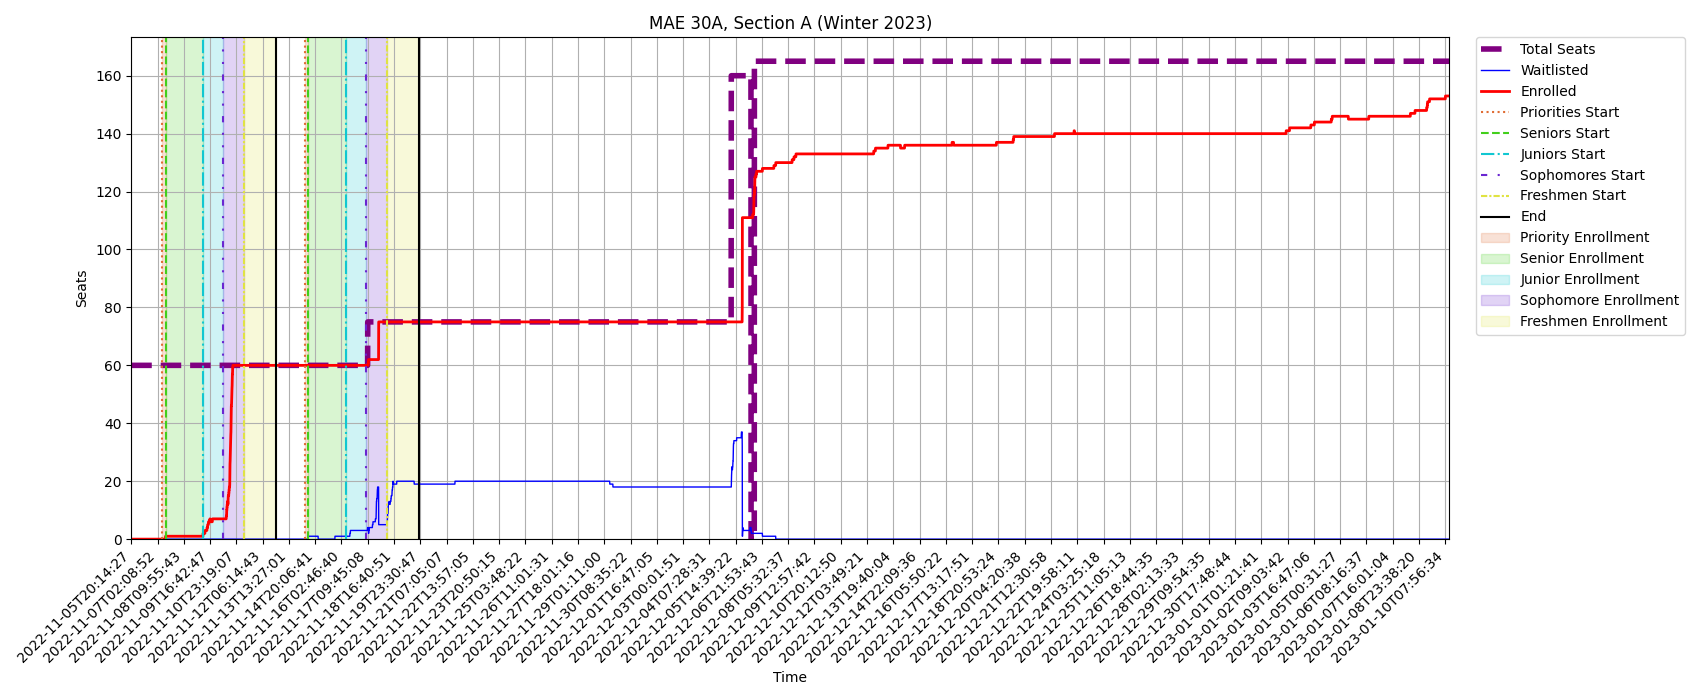 MAE 30A, Section A (Winter 2023)
Seats
160
140
120
100
80
60
40
20
0
2022-11-05T20:14:27
2022-11-07T02:08:52
2022-11-08T09:55:43
2022-11-09T16:42:47
2022-11-10T23:19:07
2022-11-12T06:14:43
2022-11-13T13:27:01
2022-11-14T20:06:41
2022-11-16T02:46:40
2022-11-17T09:45:08
2022-11-18T16:40:51
2022-11-19T23:30:47
2022-11-21T07:05:07
2022-11-22T13:57:05
2022-11-23T20:50:15
2022-11-25T03:48:22
2022-11-26T11:01:31
2022-11-27T18:01:16
2022-11-29T01:11:00
2022-11-30T08:35:22
2022-12-01T16:47:05
2022-12-03T00:01:51
2022-12-04T07:28:31
2022-12-05T14:39:22
2022-12-06T21:53:43
2022-12-08T05:32:37
2022-12-09T12:57:42
2022-12-10T20:12:50
2022-12-12T03:49:21
2022-12-13T19:40:04
2022-12-14T22:09:36
2022-12-16T05:50:22
2022-12-17T13:17:51
2022-12-18T20:53:24
2022-12-20T04:20:38
2022-12-21T12:30:58
2022-12-22T19:58:11
2022-12-24T03:25:18
2022-12-25T11:05:13
2022-12-26T18:44:35
2022-12-28T02:13:33
2022-12-29T09:54:35
2022-12-30T17:48:44
2023-01-01T01:21:41
2023-01-02T09:03:42
2023-01-03T16:47:06
2023-01-05T00:31:27
2023-01-06T08:16:37
2023-01-07T16:01:04
2023-01-08T23:38:20
2023-01-10T07:56:34
Time
Total Seats
Waitlisted
Enrolled
Priorities Start
Seniors Start
Juniors Start
Sophomores Start
Freshmen Start
End
Priority Enrollment
Senior Enrollment
Junior Enrollment
Sophomore Enrollment
Freshmen Enrollment